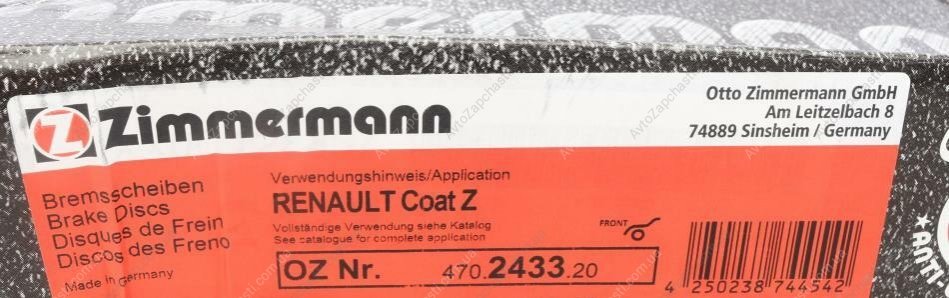 Zimmermann
Otto Zimmermann GmbH
Am Leitzelbach 8
74889 Sinsheim / Germany
Bremsscheiben
Brake Discs
Disques de Frein
Discos des Freno
Made in Germany
Verwendungshinweis/Application
RENAULT Coat Z
Vollständige Verwendung siehe Katalog
See catalogue for complete application
FRONT
OZ Nr. 470.2433.20
4 250238 744542
ANTI